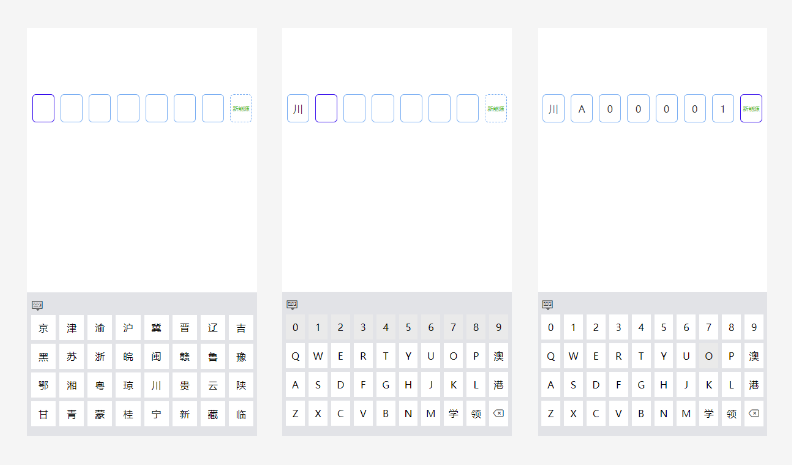 新能源
京 津 渝 沪 冀 晋 辽 吉
黑 苏 浙 皖 闽 赣 鲁 豫
鄂 湘 粤 琼 川 贵 云 陕
甘 青 蒙 桂 宁 新 藏 临
川 新能源
0 1 2 3 4 5 6 7 8 9
Q W E R T Y U O P 澳
A S D F G H J K L 港
Z X C V B N M 学 领
川 A 0 0 0 0 1 新能源
0 1 2 3 4 5 6 7 8 9
Q W E R T Y U O P 澳
A S D F G H J K L 港
Z X C V B N M 学 领